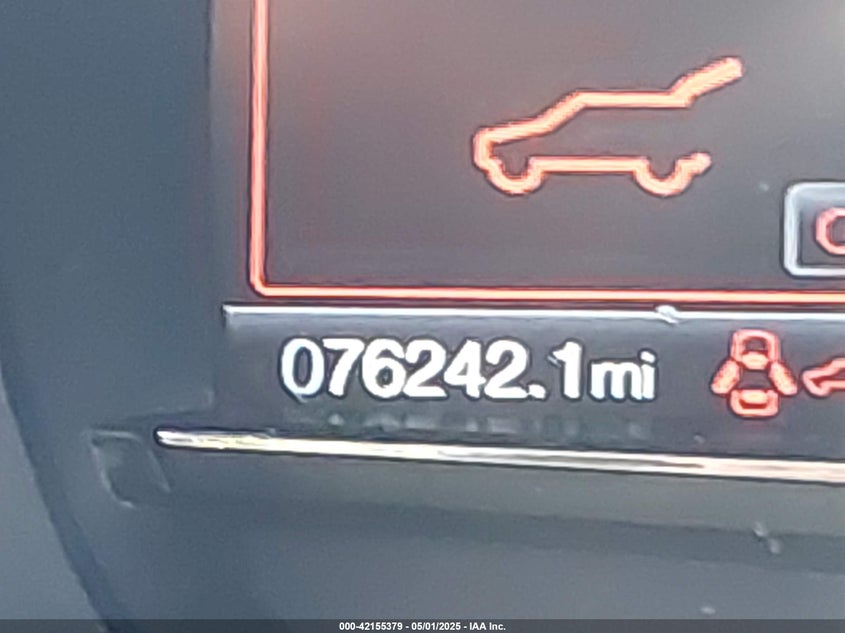 076242.1mi
000-42155379 - 05/01/2025 - IAA Inc.